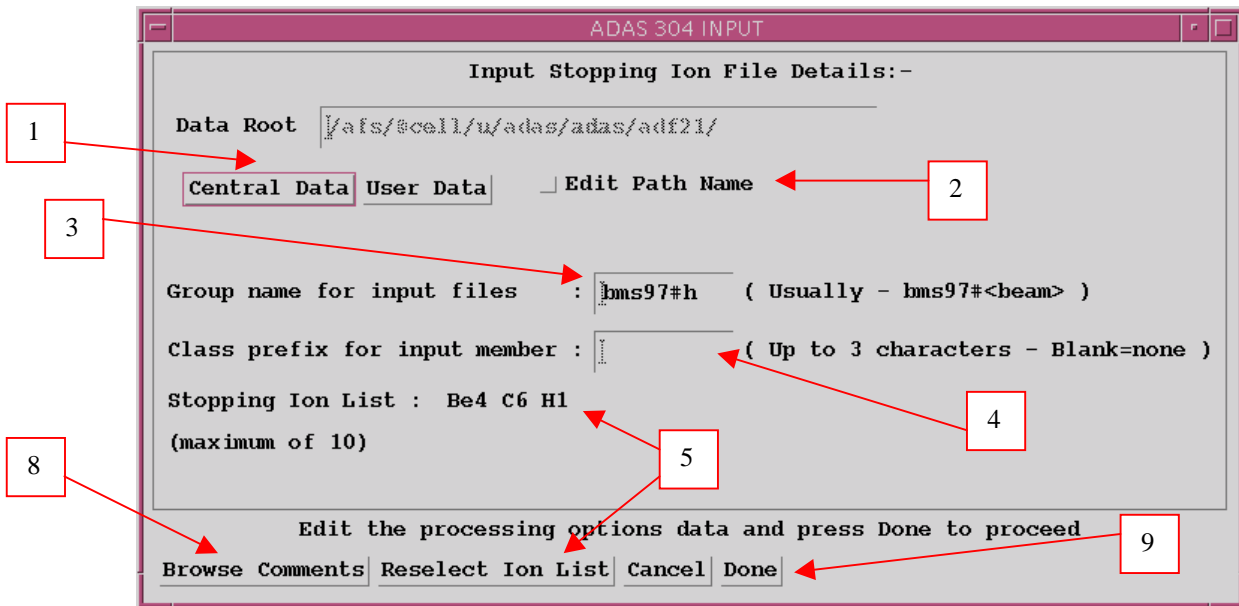 ADAS 304 INPUT
Input Stopping Ion File Details:-
1
Data Root /afs/@cell/u/adas/adas/adf21/
Central Data User Data Edit Path Name
2
3
Group name for input files : bms97#h ( Usually - bms97#<beam> )
Class prefix for input member : ( Up to 3 characters - Blank=none )
Stopping Ion List : Be4 C6 H1
4
(maximum of 10)
5
8
Edit the processing options data and press Done to proceed
9
Browse Comments Reselect Ion List Cancel Done